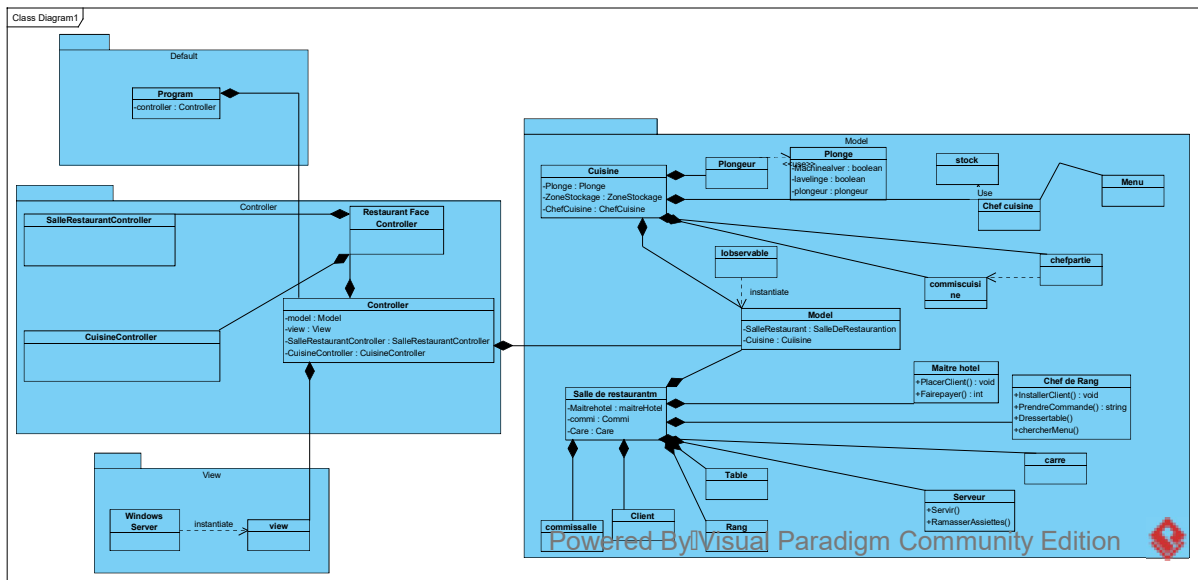 Class Diagram1
Default
Program
-controller : Controller
Controller
SalleRestaurantController
Restaurant Face
Controller
CuisineController
Controller
-model : Model
-view : View
-SalleRestaurantController : SalleRestaurantController
-CuisineController : CuisineController
View
Windows
Server
instantiate
view
Model
Cuisine
-Plonge : Plonge
-ZoneStockage : ZoneStockage
-ChefCuisine : ChefCuisine
Plongeur
<<use>>
Plonge
-Machinealver : boolean
-lavelinge : boolean
-plongeur : plongeur
stock
Use
Chef cuisine
Menu
chefpartie
commiscuisi
ne
Iobservable
instantiate
Model
-SalleRestaurant : SalleDeRestaurantion
-Cuisine : Cuiisine
Salle de restaurantm
-Maitrehotel : maitreHotel
-commi : Commi
-Care : Care
Maitre hotel
+PlacerClient() : void
+Fairepayer() : int
Chef de Rang
+InstallerClient() : void
+PrendreCommande() : string
+Dressertable()
+chercherMenu()
carre
Table
Serveur
+Servir()
+RamasserAssiettes()
commissalle
Client
Rang
Powered By Visual Paradigm Community Edition